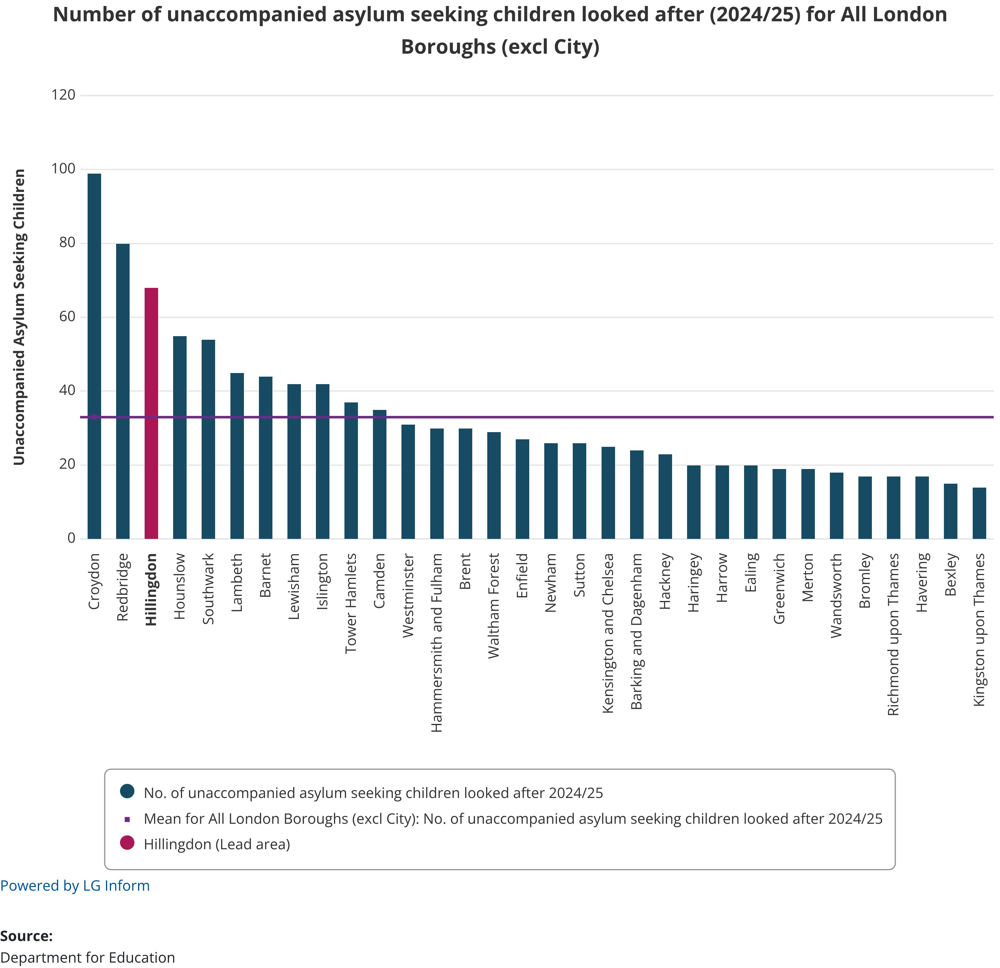 Number of unaccompanied asylum seeking children looked after (2024/25) for All London
Boroughs (excl City)
Unaccompanied Asylum Seeking Children
120
100
80
60
40
20
0
Croydon
Redbridge
Hillingdon
Hounslow
Southwark
Lambeth
Barnet
Lewisham
Islington
Tower Hamlets
Camden
Westminster
Hammersmith and Fulham
Brent
Waltham Forest
Enfield
Newham
Sutton
Kensington and Chelsea
Barking and Dagenham
Hackney
Haringey
Harrow
Ealing
Greenwich
Merton
Wandsworth
Bromley
Richmond upon Thames
Havering
Bexley
Kingston upon Thames
No. of unaccompanied asylum seeking children looked after 2024/25
Mean for All London Boroughs (excl City): No. of unaccompanied asylum seeking children looked after 2024/25
Hillingdon (Lead area)
Powered by LG Inform
Source:
Department for Education